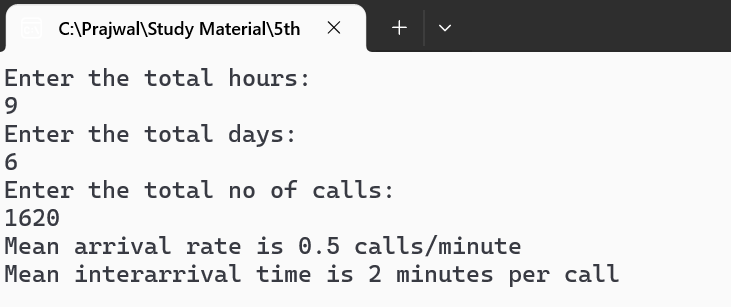 C:\Prajwal\Study Material\5th
Enter the total hours:
9
Enter the total days:
6
Enter the total no of calls:
1620
Mean arrival rate is 0.5 calls/minute
Mean interarrival time is 2 minutes per call